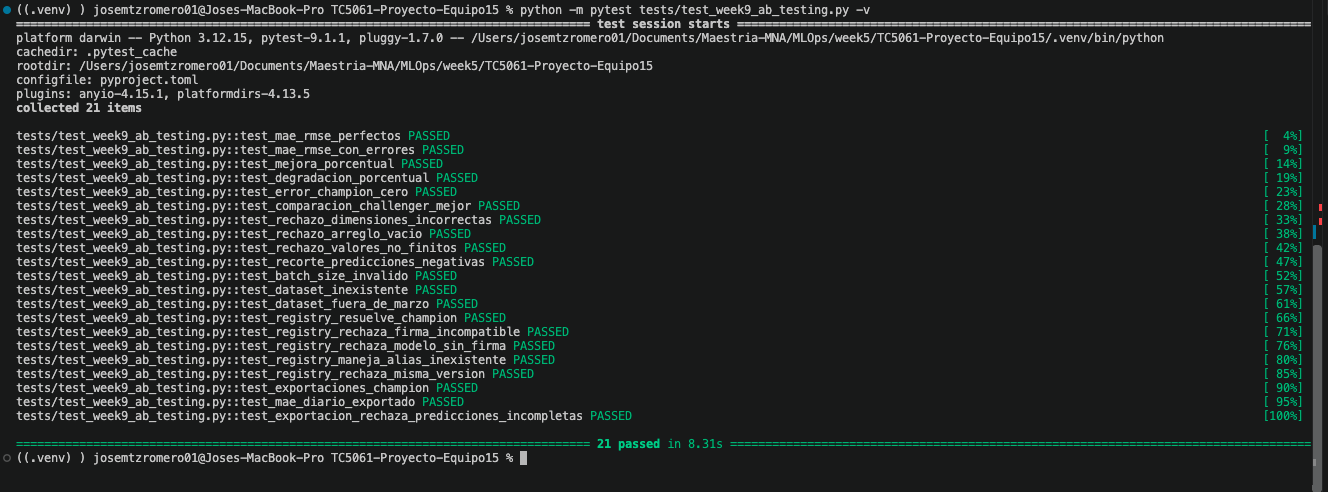 ((.venv) ) josemtzromero01@Joses-MacBook-Pro TC5061-Proyecto-Equipo15 % python -m pytest tests/test_week9_ab_testing.py -v
test session starts
platform darwin -- Python 3.12.15, pytest-9.1.1, pluggy-1.7.0 -- /Users/josemtzromero01/Documents/Maestria-MNA/MLOps/week5/TC5061-Proyecto-Equipo15/.venv/bin/python
cachedir: .pytest_cache
rootdir: /Users/josemtzromero01/Documents/Maestria-MNA/MLOps/week5/TC5061-Proyecto-Equipo15
configfile: pyproject.toml
plugins: anyio-4.15.1, platformdirs-4.13.5
collected 21 items
tests/test_week9_ab_testing.py::test_mae_rmse_perfectos PASSED [  4%]
tests/test_week9_ab_testing.py::test_mae_rmse_con_errores PASSED [  9%]
tests/test_week9_ab_testing.py::test_mejora_porcentual PASSED [ 14%]
tests/test_week9_ab_testing.py::test_degradacion_porcentual PASSED [ 19%]
tests/test_week9_ab_testing.py::test_error_champion_cero PASSED [ 23%]
tests/test_week9_ab_testing.py::test_comparacion_challenger_mejor PASSED [ 28%]
tests/test_week9_ab_testing.py::test_rechazo_dimensiones_incorrectas PASSED [ 33%]
tests/test_week9_ab_testing.py::test_rechazo_arreglo_vacio PASSED [ 38%]
tests/test_week9_ab_testing.py::test_rechazo_valores_no_finitos PASSED [ 42%]
tests/test_week9_ab_testing.py::test_recorte_predicciones_negativas PASSED [ 47%]
tests/test_week9_ab_testing.py::test_batch_size_invalido PASSED [ 52%]
tests/test_week9_ab_testing.py::test_dataset_inexistente PASSED [ 57%]
tests/test_week9_ab_testing.py::test_dataset_fuera_de_marzo PASSED [ 61%]
tests/test_week9_ab_testing.py::test_registry_resuelve_champion PASSED [ 66%]
tests/test_week9_ab_testing.py::test_registry_rechaza_firma_incompatible PASSED [ 71%]
tests/test_week9_ab_testing.py::test_registry_rechaza_modelo_sin_firma PASSED [ 76%]
tests/test_week9_ab_testing.py::test_registry_maneja_alias_inexistente PASSED [ 80%]
tests/test_week9_ab_testing.py::test_registry_rechaza_misma_version PASSED [ 85%]
tests/test_week9_ab_testing.py::test_exportaciones_champion PASSED [ 90%]
tests/test_week9_ab_testing.py::test_mae_diario_exportado PASSED [ 95%]
tests/test_week9_ab_testing.py::test_exportacion_rechaza_predicciones_incompletas PASSED [100%]
21 passed in 8.31s
((.venv) ) josemtzromero01@Joses-MacBook-Pro TC5061-Proyecto-Equipo15 %